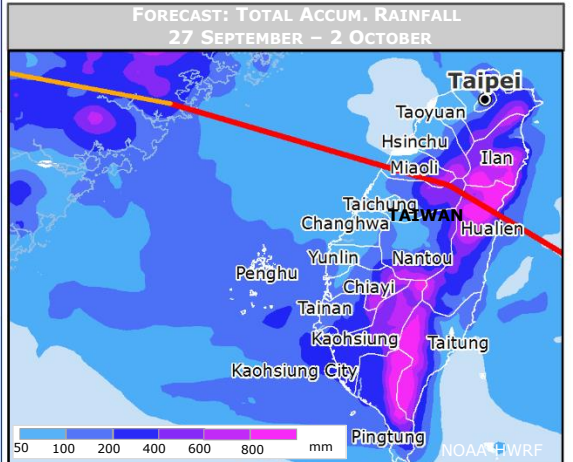 FORECAST: TOTAL ACCUM. RAINFALL
27 SEPTEMBER – 2 OCTOBER
Taipei
Taoyuan
Hsinchu
Ilan
Miaoli
Taichung
TAIWAN
Changhwa
Hualien
Yunlin
Nantou
Penghu
Chiayi
Tainan
Kaohsiung
Taitung
Kaohsiung City
Pingtung
50 100 200 400 600 800 mm
NOAA-HWRF